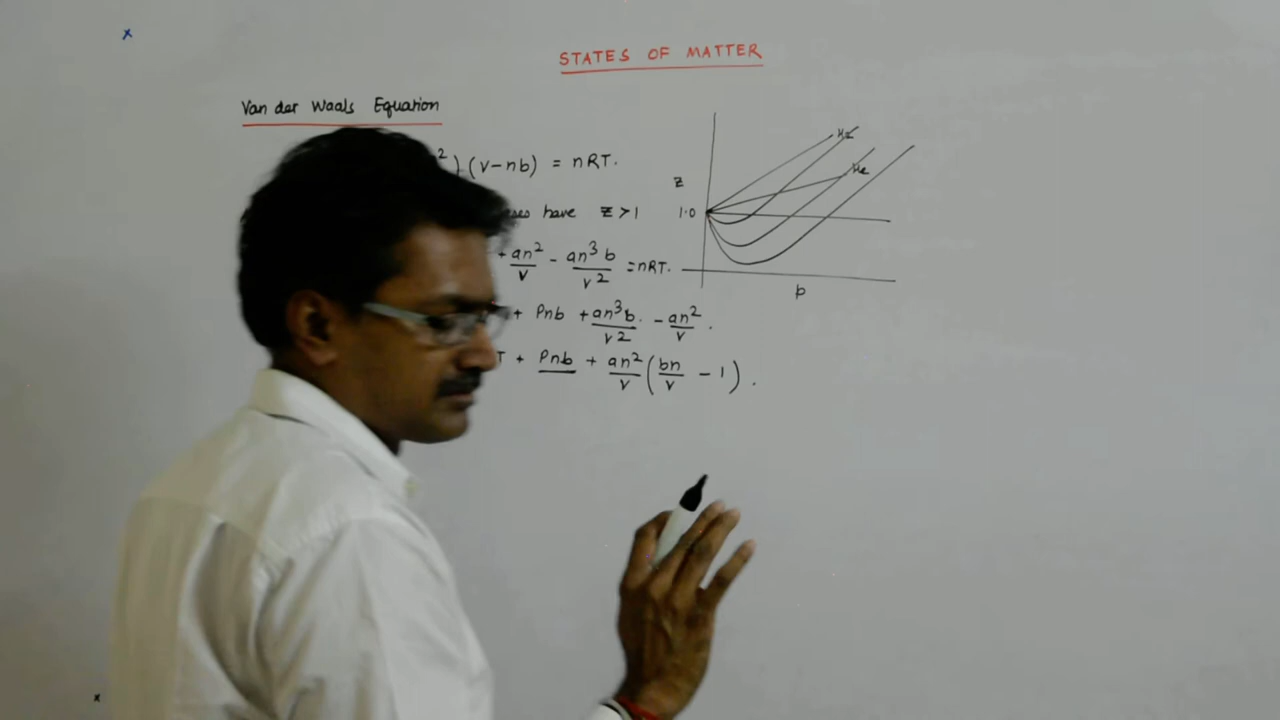 STATES OF MATTER
Van der Waals Equation
²) (v-nb) = nRT.
have Z > 1
+ an²/v - an³b/v² = nRT.
+ Pnb + an³b/v² - an²/v .
T + Pnb + an²/v (bn/v - 1) .
H₂
He
Z
1.0
p